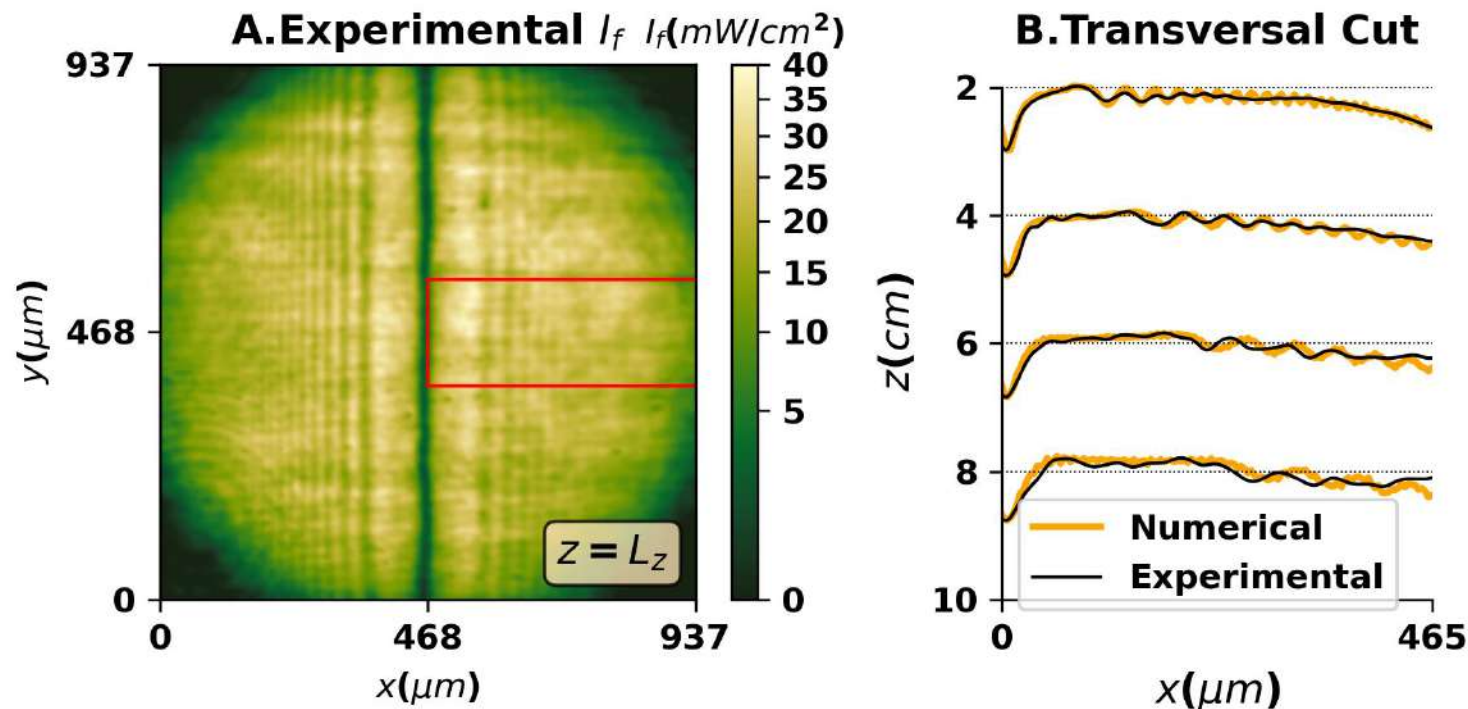 A.Experimental I_f I_f(mW/cm²)
937
468
0
y(μm)
0 468 937
x(μm)
z = L_z
40
35
30
25
20
15
10
5
0
B.Transversal Cut
2
4
6
8
10
z(cm)
Numerical
Experimental
0 465
x(μm)